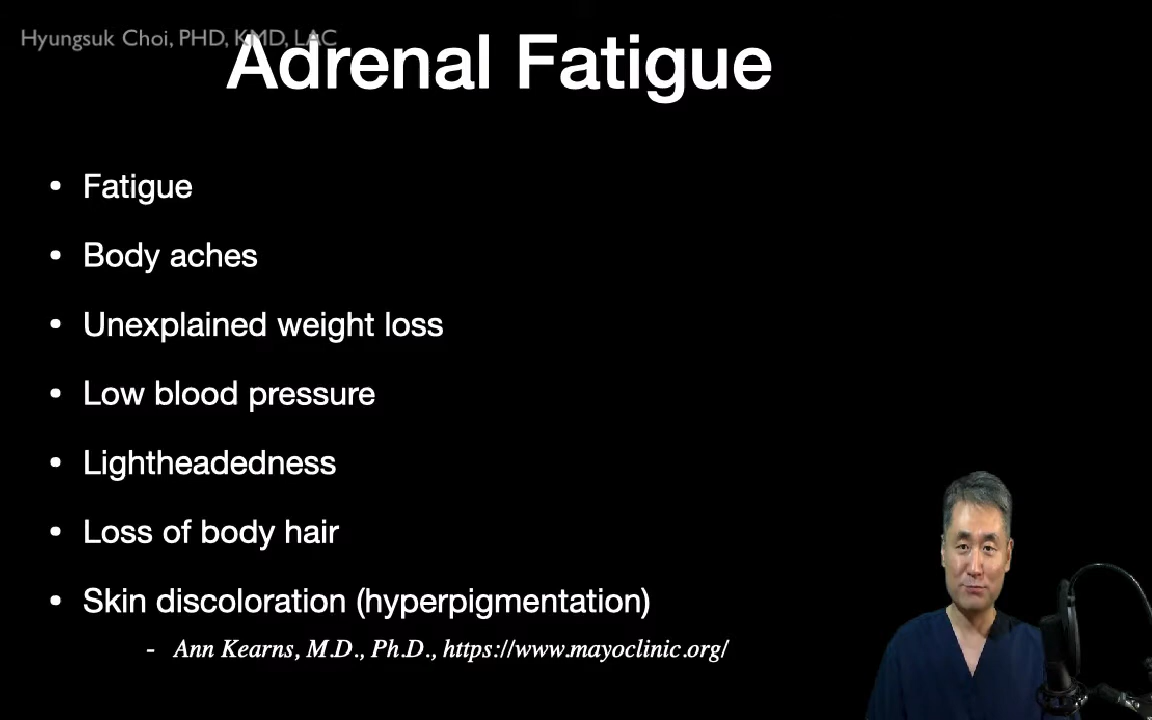 Hyungsuk Choi, PHD, KMD, LAC
Adrenal Fatigue
• Fatigue
• Body aches
• Unexplained weight loss
• Low blood pressure
• Lightheadedness
• Loss of body hair
• Skin discoloration (hyperpigmentation)
- Ann Kearns, M.D., Ph.D., https://www.mayoclinic.org/